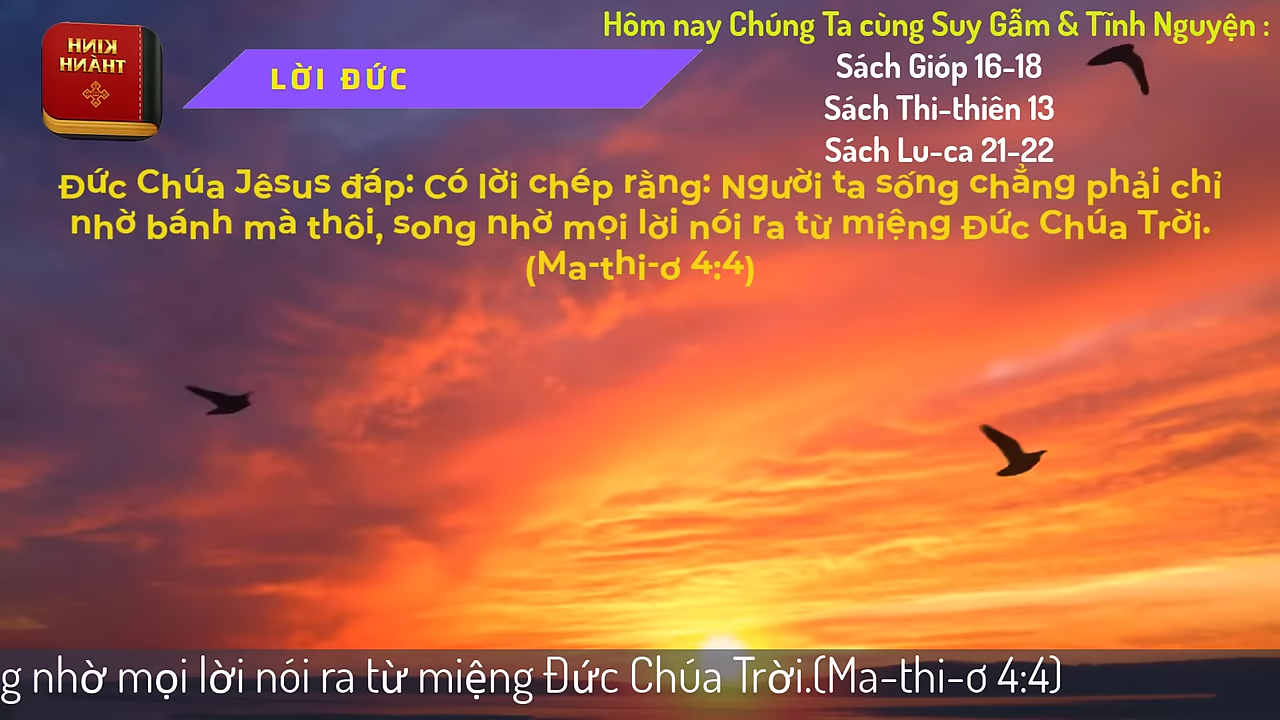 Hôm nay Chúng Ta cùng Suy Gẫm & Tĩnh Nguyện :
Sách Gióp 16-18
Sách Thi-thiên 13
Sách Lu-ca 21-22
KINH
THÀNH
LỜI ĐỨC
Đức Chúa Jêsus đáp: Có lời chép rằng: Người ta sống chẳng phải chỉ
nhờ bánh mà thôi, song nhờ mọi lời nói ra từ miệng Đức Chúa Trời.
(Ma-thi-ơ 4:4)
g nhờ mọi lời nói ra từ miệng Đức Chúa Trời.(Ma-thi-ơ 4:4)